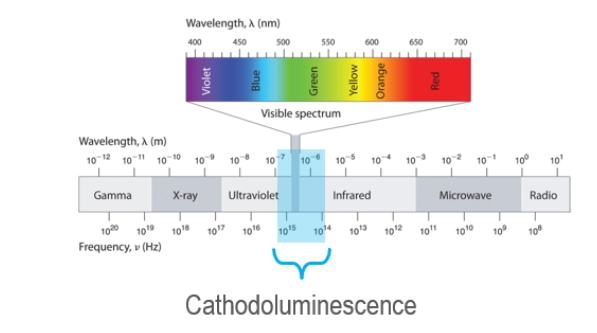 Wavelength, λ (nm)
400 450 500 550 600 650 700
Violet Blue Green Yellow Orange Red
Visible spectrum
Wavelength, λ (m)
10⁻¹² 10⁻¹¹ 10⁻¹⁰ 10⁻⁹ 10⁻⁸ 10⁻⁷ 10⁻⁶ 10⁻⁵ 10⁻⁴ 10⁻³ 10⁻² 10⁻¹ 10⁰ 10¹
Gamma X-ray Ultraviolet Infrared Microwave Radio
10²⁰ 10¹⁹ 10¹⁸ 10¹⁷ 10¹⁶ 10¹⁵ 10¹⁴ 10¹³ 10¹² 10¹¹ 10¹⁰ 10⁹ 10⁸
Frequency, ν (Hz)
Cathodoluminescence